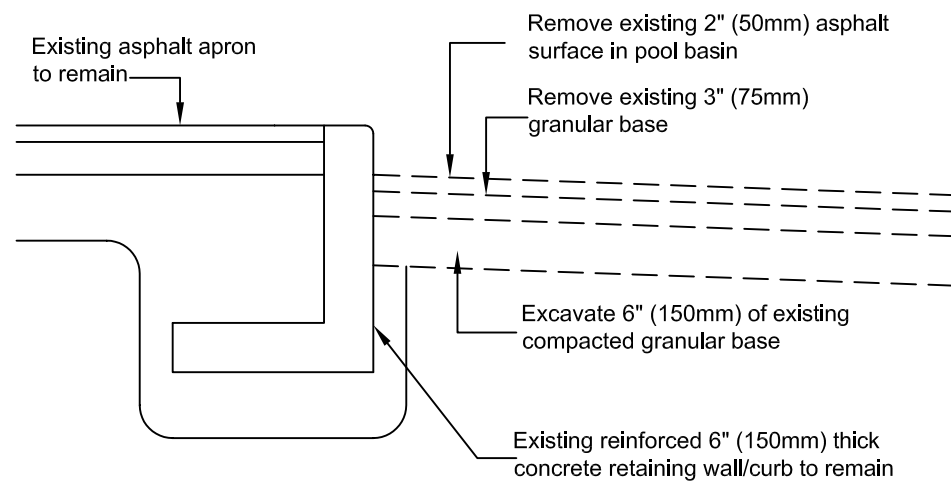 Existing asphalt apron
to remain
Remove existing 2" (50mm) asphalt
surface in pool basin
Remove existing 3" (75mm)
granular base
Excavate 6" (150mm) of existing
compacted granular base
Existing reinforced 6" (150mm) thick
concrete retaining wall/curb to remain